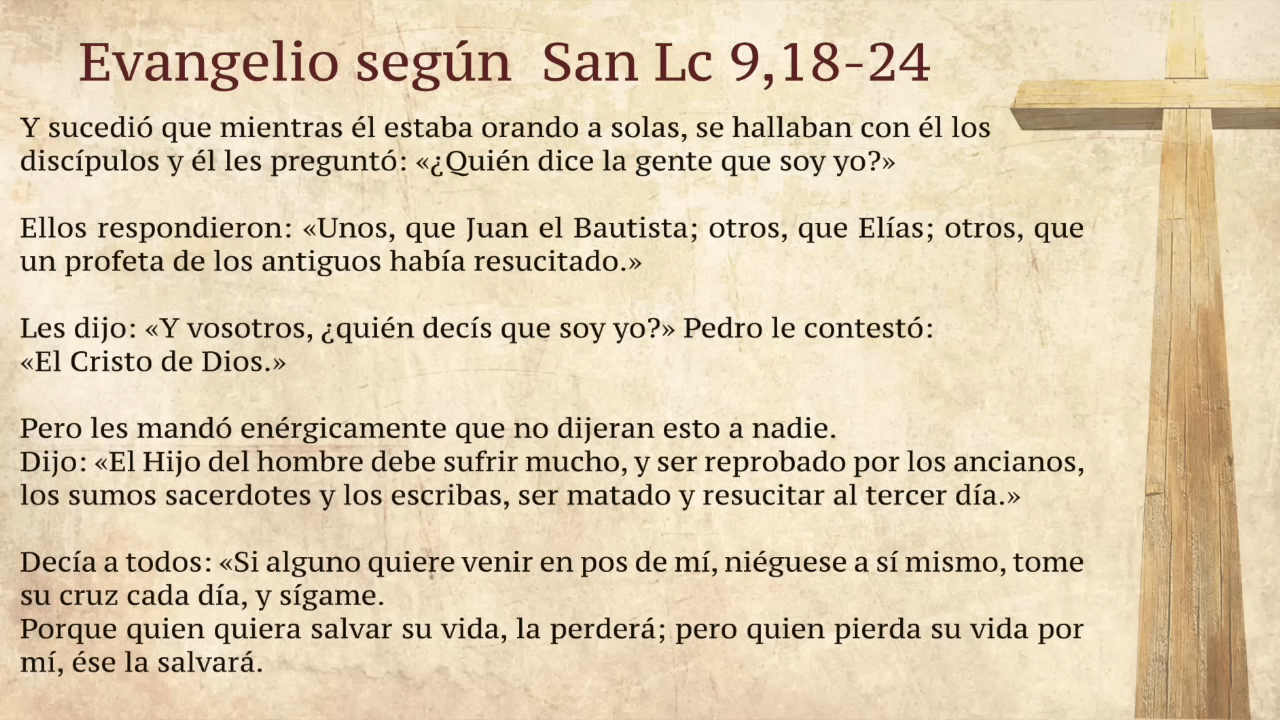 Evangelio según  San Lc 9,18-24
Y sucedió que mientras él estaba orando a solas, se hallaban con él los
discípulos y él les preguntó: «¿Quién dice la gente que soy yo?»
Ellos respondieron: «Unos, que Juan el Bautista; otros, que Elías; otros, que
un profeta de los antiguos había resucitado.»
Les dijo: «Y vosotros, ¿quién decís que soy yo?» Pedro le contestó:
«El Cristo de Dios.»
Pero les mandó enérgicamente que no dijeran esto a nadie.
Dijo: «El Hijo del hombre debe sufrir mucho, y ser reprobado por los ancianos,
los sumos sacerdotes y los escribas, ser matado y resucitar al tercer día.»
Decía a todos: «Si alguno quiere venir en pos de mí, niéguese a sí mismo, tome
su cruz cada día, y sígame.
Porque quien quiera salvar su vida, la perderá; pero quien pierda su vida por
mí, ése la salvará.